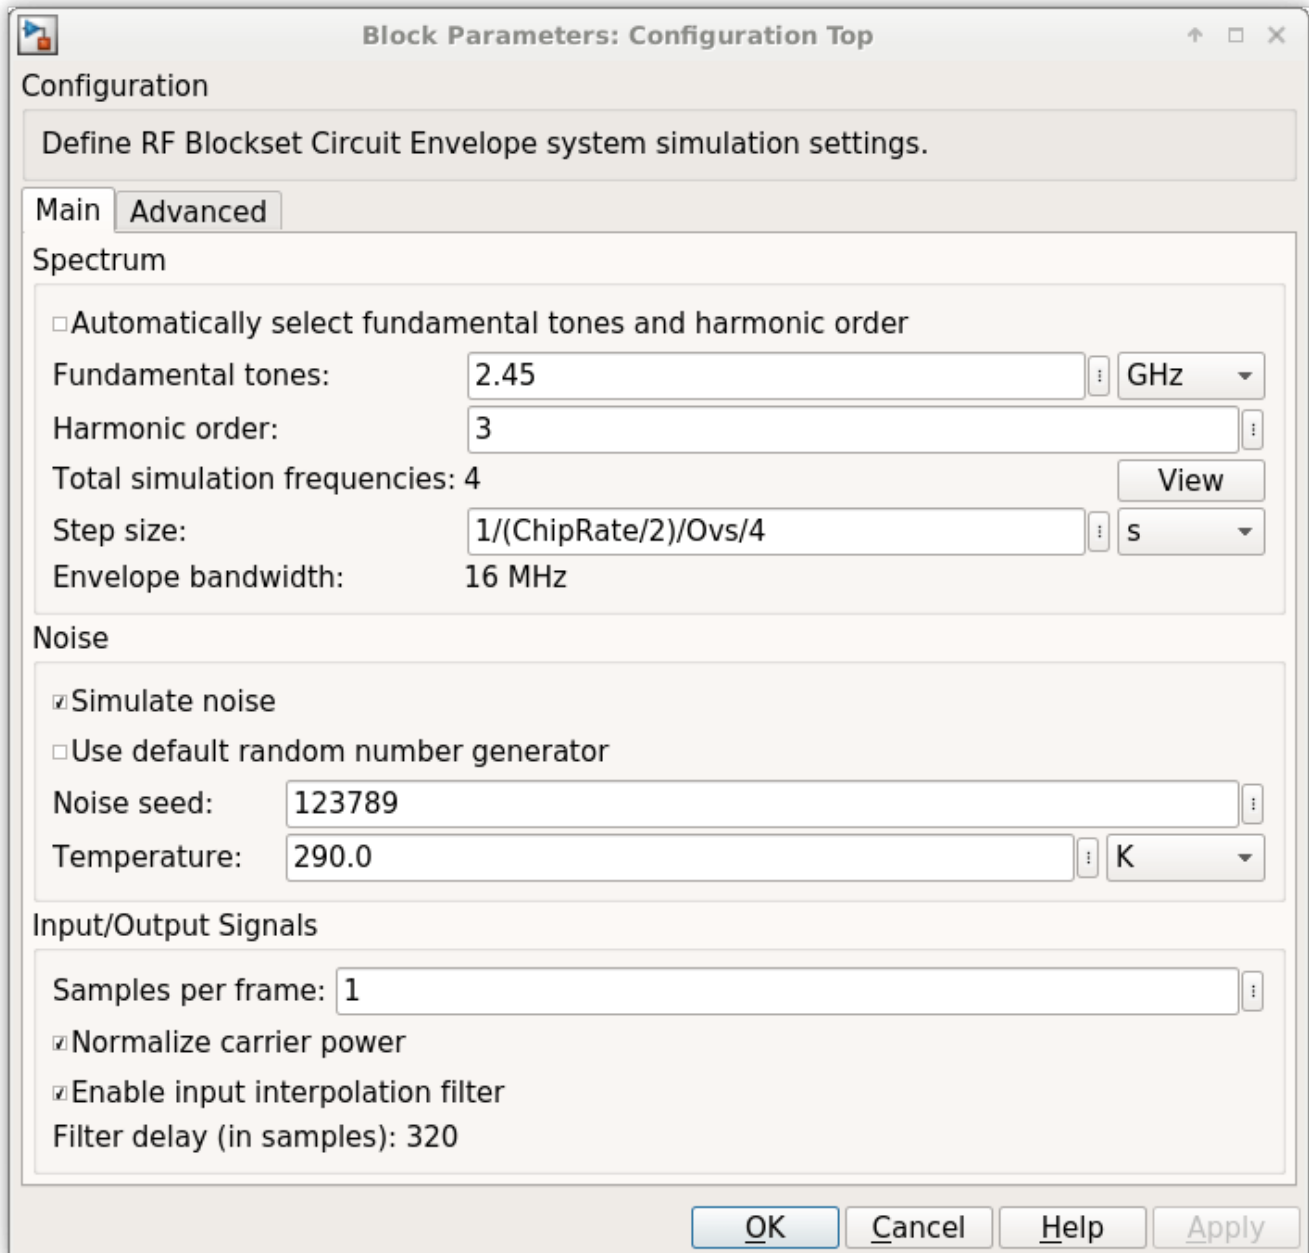 Block Parameters: Configuration Top
Configuration
Define RF Blockset Circuit Envelope system simulation settings.
Main Advanced
Spectrum
Automatically select fundamental tones and harmonic order
Fundamental tones: 2.45 GHz
Harmonic order: 3
Total simulation frequencies: 4 View
Step size: 1/(ChipRate/2)/Ovs/4 s
Envelope bandwidth: 16 MHz
Noise
Simulate noise
Use default random number generator
Noise seed: 123789
Temperature: 290.0 K
Input/Output Signals
Samples per frame: 1
Normalize carrier power
Enable input interpolation filter
Filter delay (in samples): 320
OK Cancel Help Apply